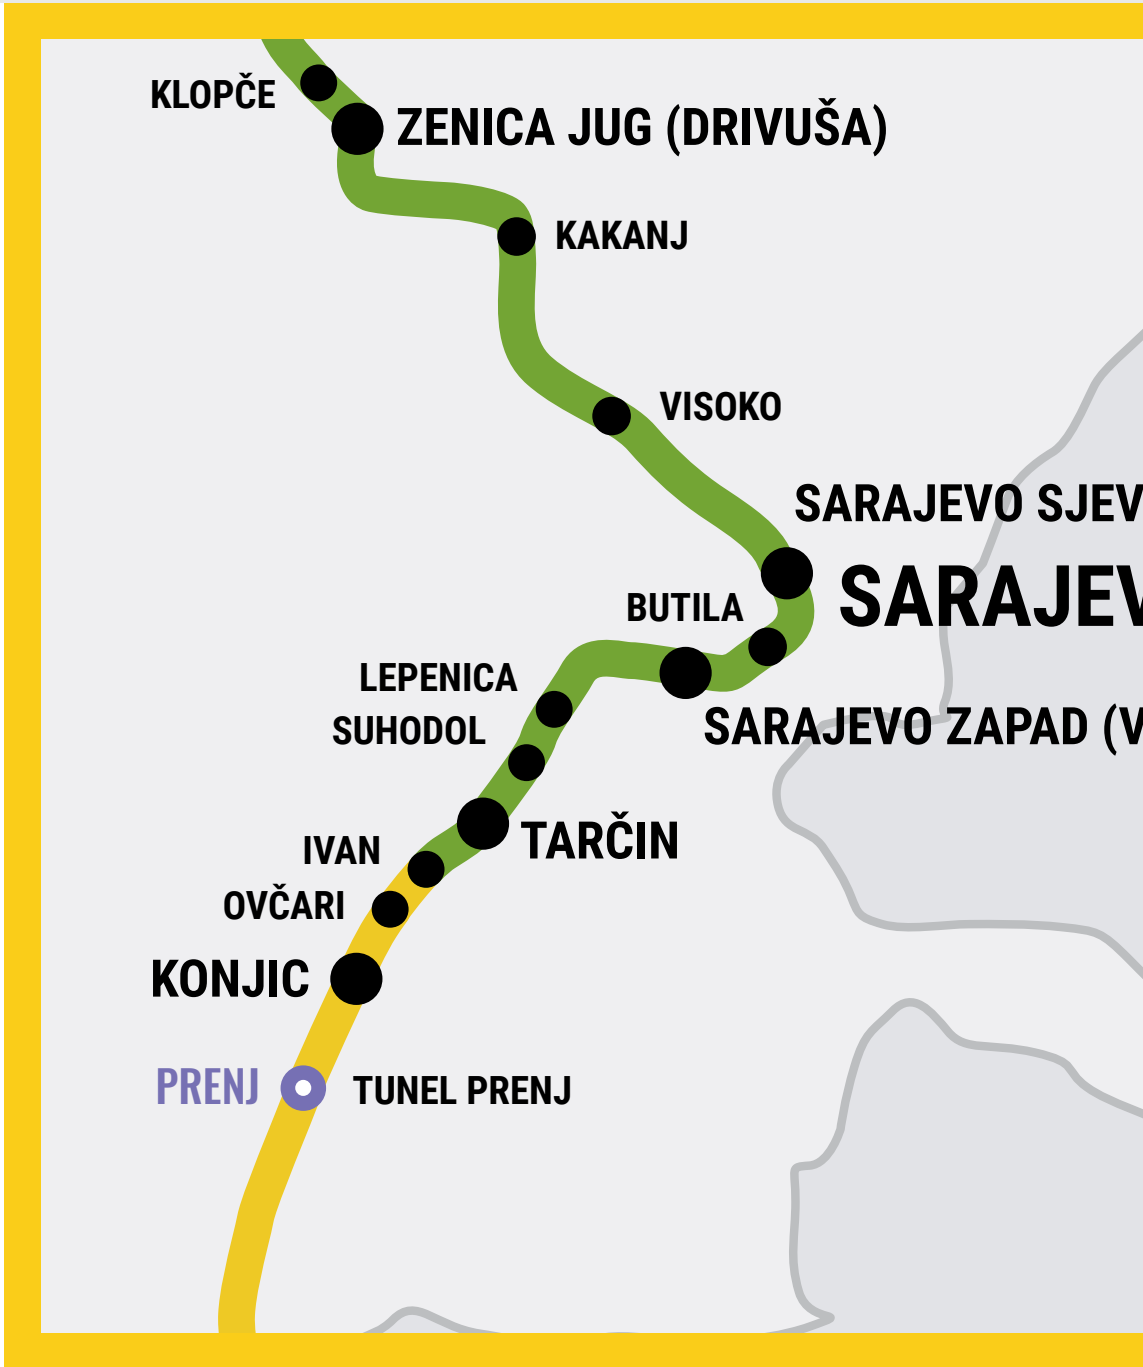 KLOPČE
ZENICA JUG (DRIVUŠA)
KAKANJ
VISOKO
SARAJEVO SJEV
SARAJEV
BUTILA
LEPENICA
SUHODOL
SARAJEVO ZAPAD (V
TARČIN
IVAN
OVČARI
KONJIC
PRENJ
TUNEL PRENJ